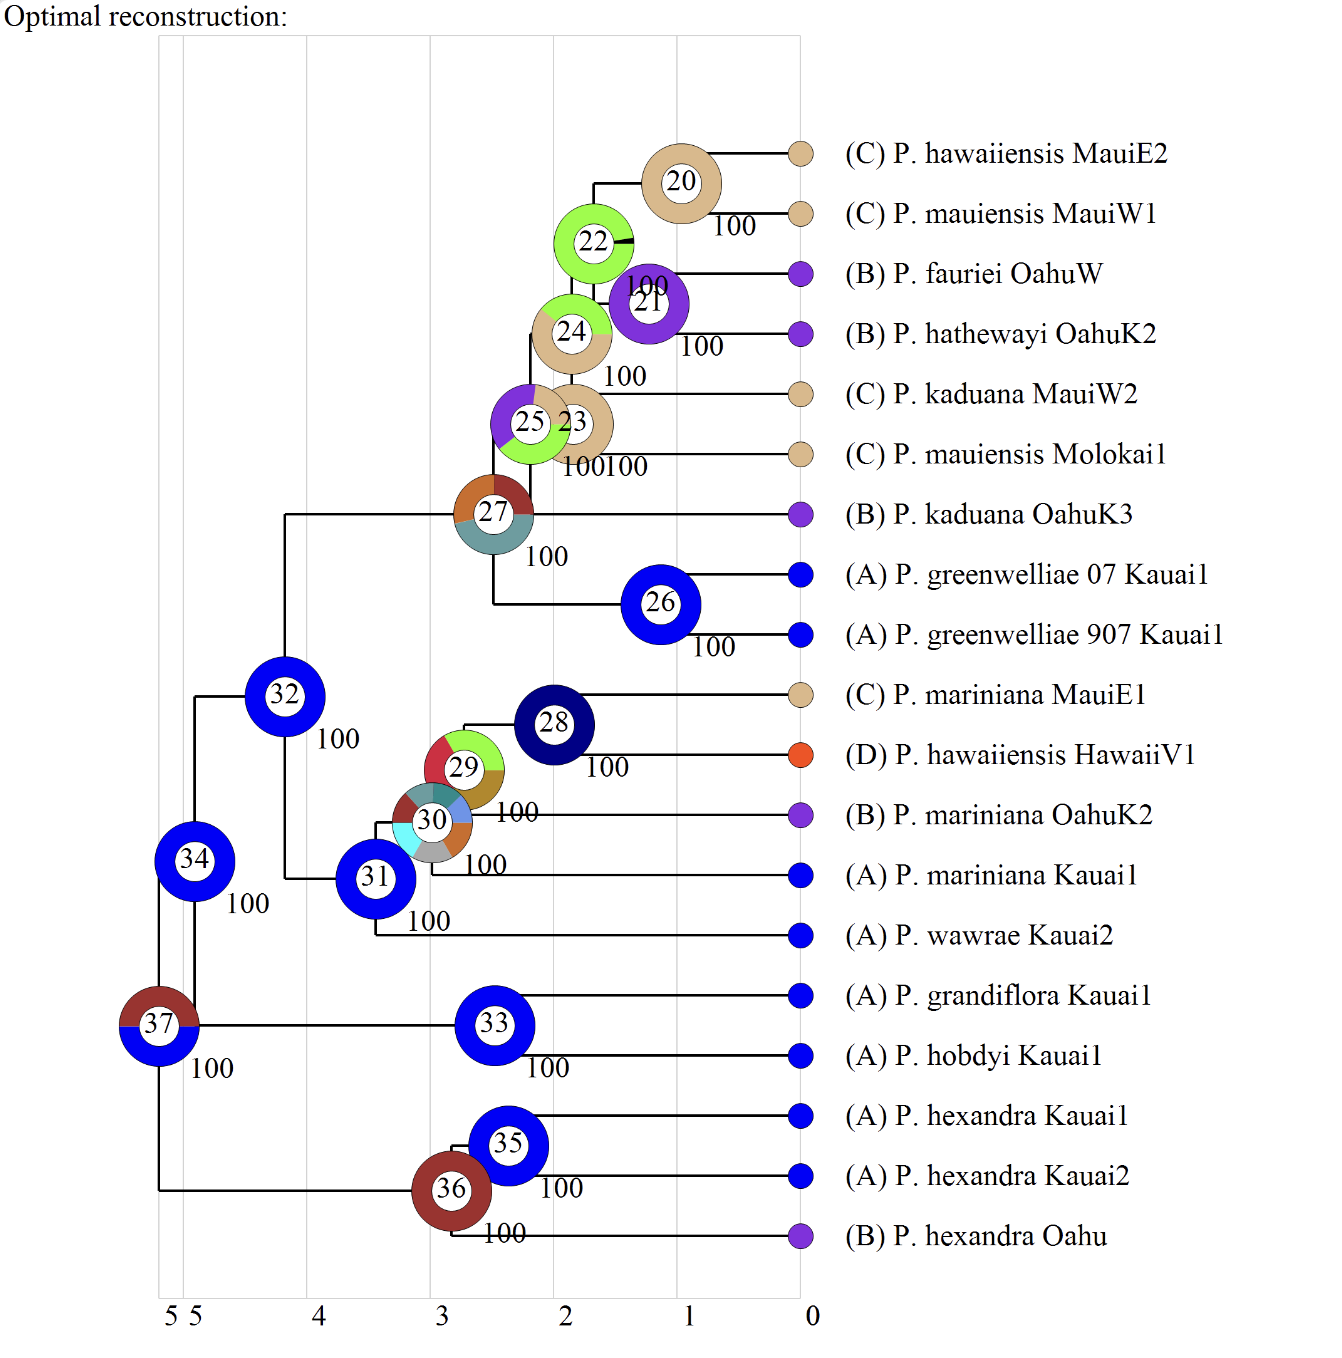 Optimal reconstruction:
(C) P. hawaiiensis MauiE2
20
(C) P. mauiensis MauiW1
100
22
(B) P. fauriei OahuW
100
21
24
(B) P. hathewayi OahuK2
100
100
(C) P. kaduana MauiW2
25
23
(C) P. mauiensis Molokai1
100
100
27
(B) P. kaduana OahuK3
100
(A) P. greenwelliae 07 Kauai1
26
(A) P. greenwelliae 907 Kauai1
100
32
(C) P. mariniana MauiE1
28
100
(D) P. hawaiiensis HawaiiV1
29
100
100
(B) P. mariniana OahuK2
30
34
100
(A) P. mariniana Kauai1
31
100
100
(A) P. wawrae Kauai2
(A) P. grandiflora Kauai1
37
33
100
(A) P. hobdyi Kauai1
100
(A) P. hexandra Kauai1
35
(A) P. hexandra Kauai2
36
100
100
(B) P. hexandra Oahu
5 5 4 3 2 1 0